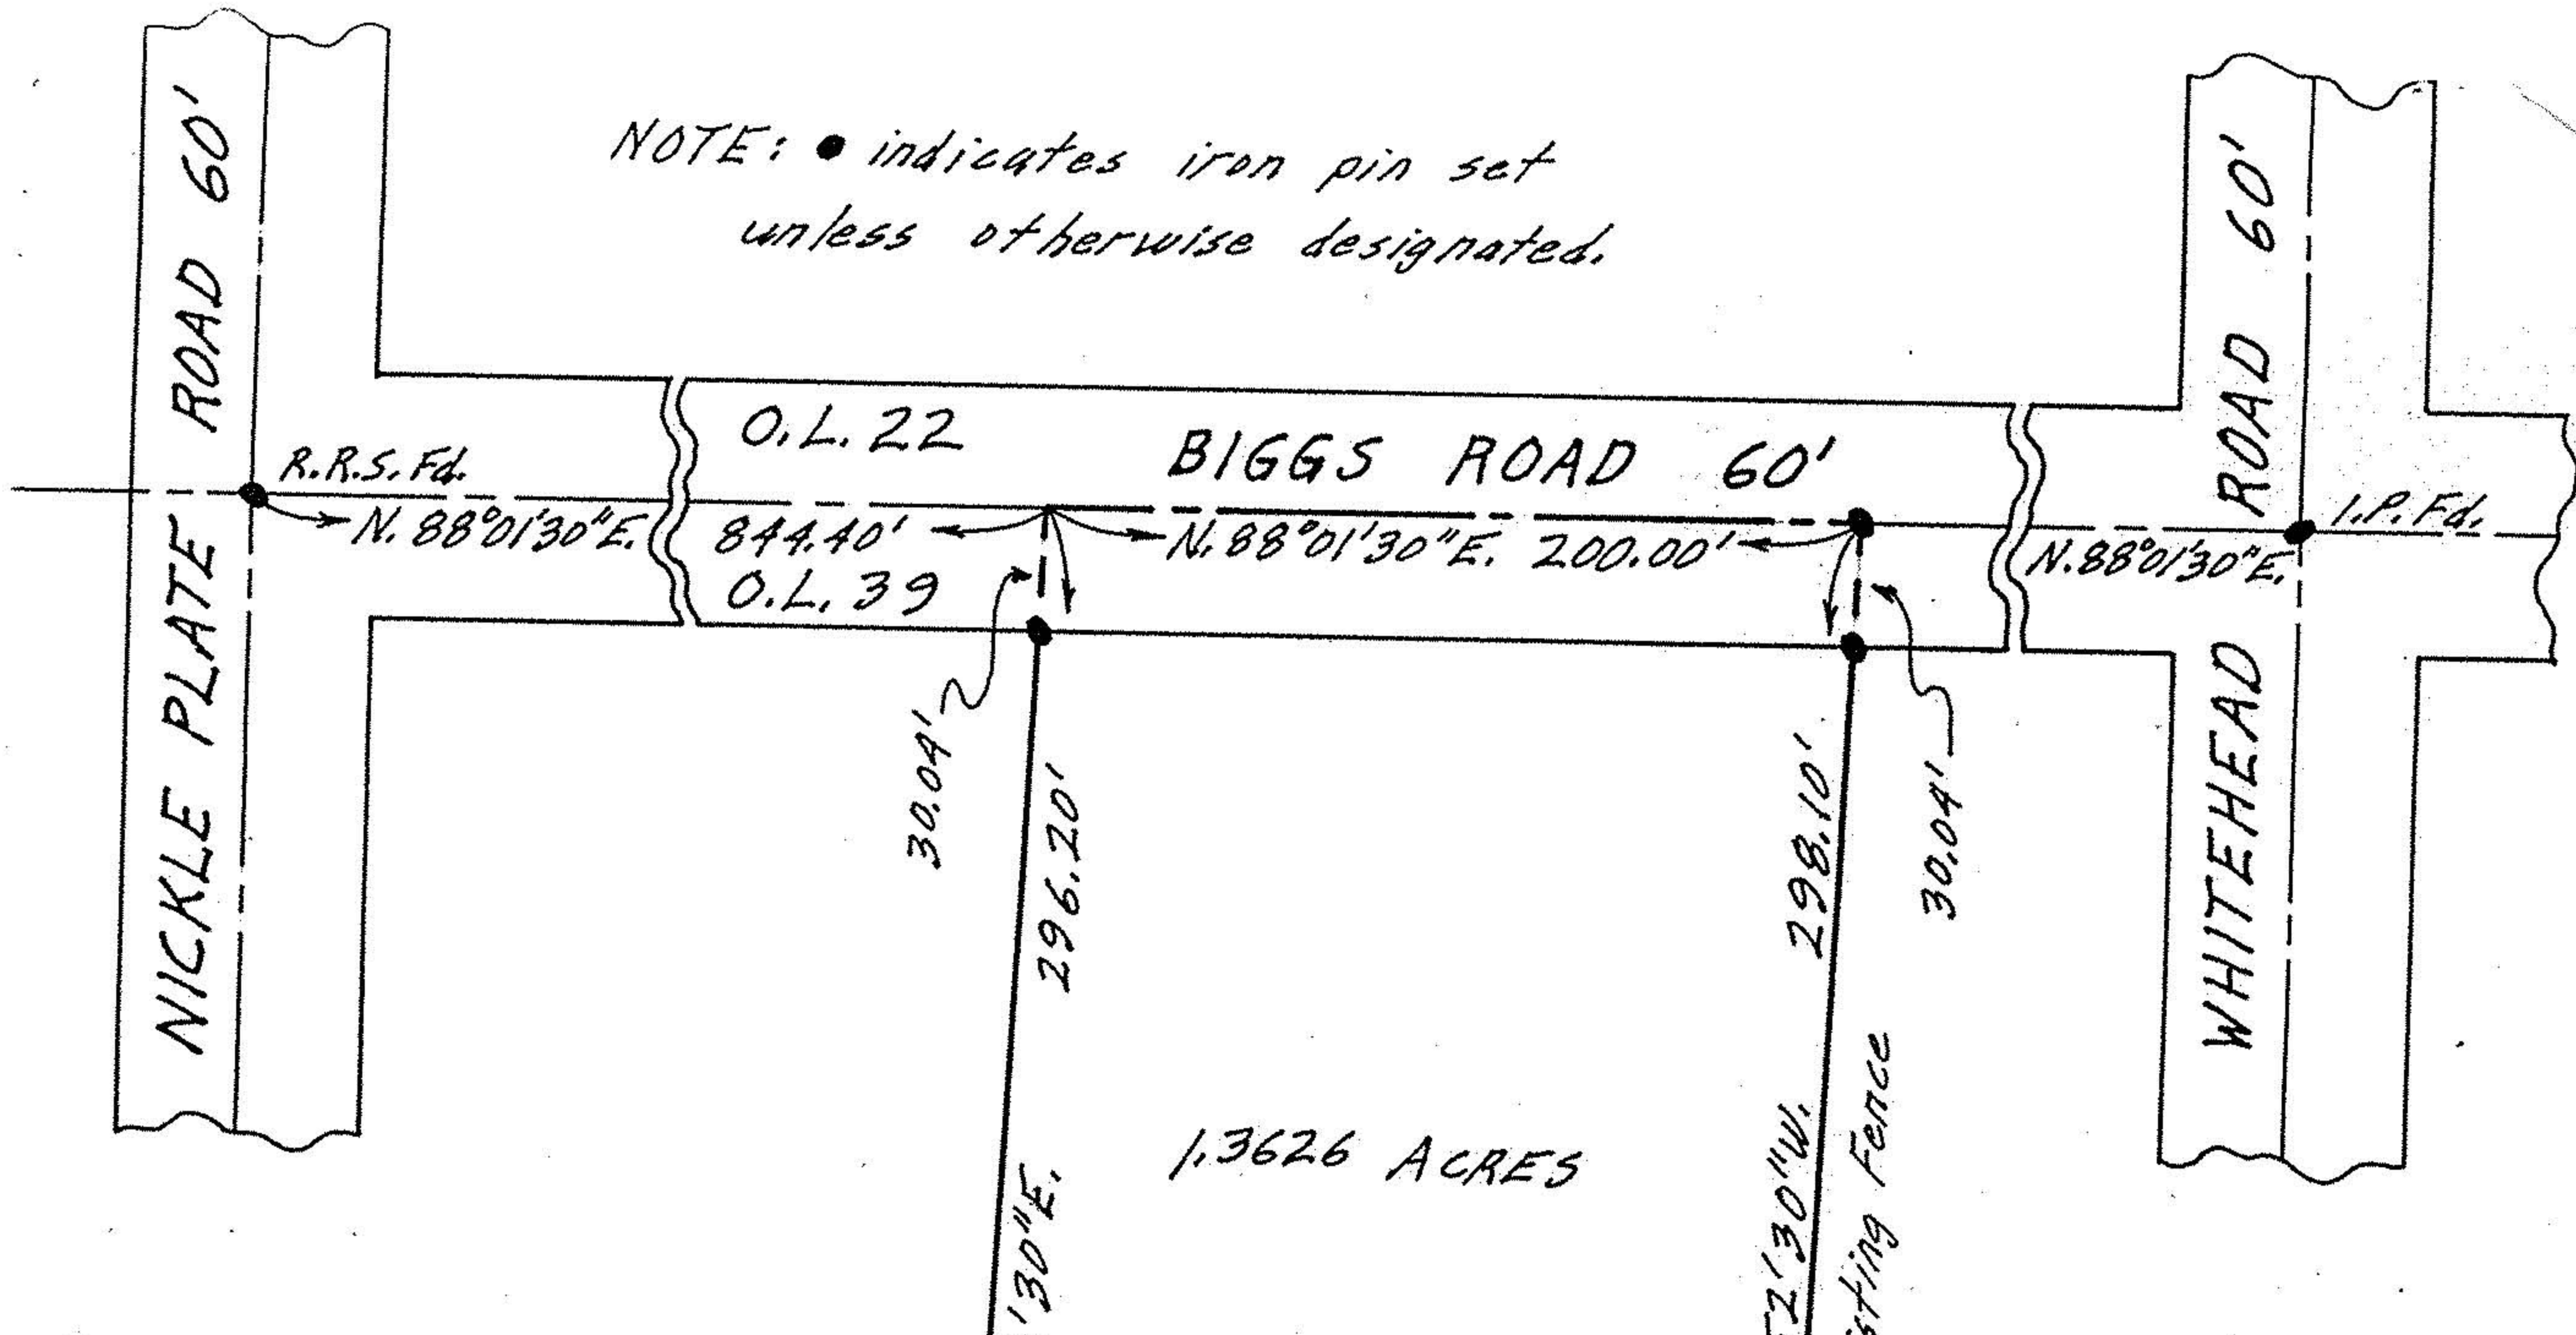 NOTE: ● indicates iron pin set
unless otherwise designated.
NICKLE PLATE ROAD 60'
WHITEHEAD ROAD 60'
O.L. 22
BIGGS ROAD 60'
R.R.S. Fd.
I.P. Fd.
N. 88°01'30"E.
844.40'
N. 88°01'30"E. 200.00'
N. 88°01'30"E.
O.L. 39
30.04'
296.20'
298.10'
30.04'
1.3626 ACRES
'30"E.
2'30"W.